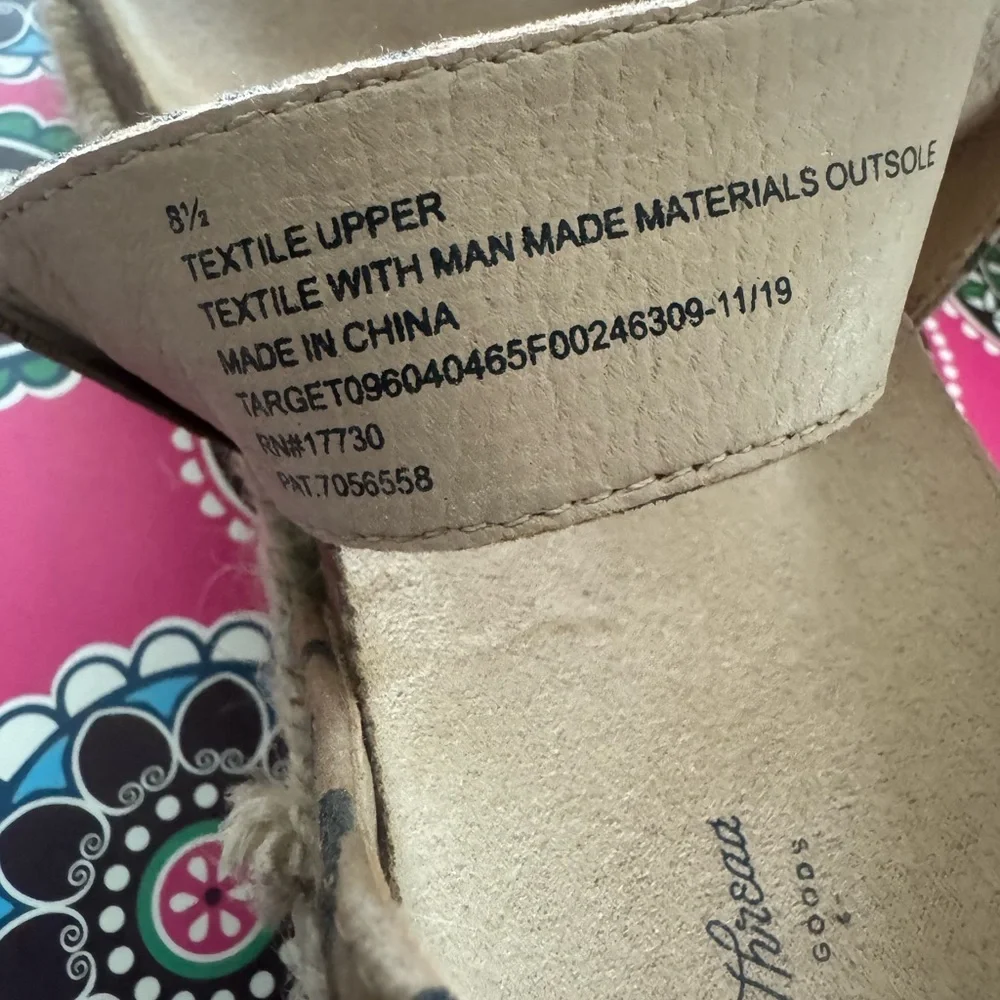 8½
TEXTILE UPPER
TEXTILE WITH MAN MADE MATERIALS OUTSOLE
MADE IN CHINA
TARGET096040465F00246309-11/19
RN#17730
PAT.7056558
Threaa
GOODS